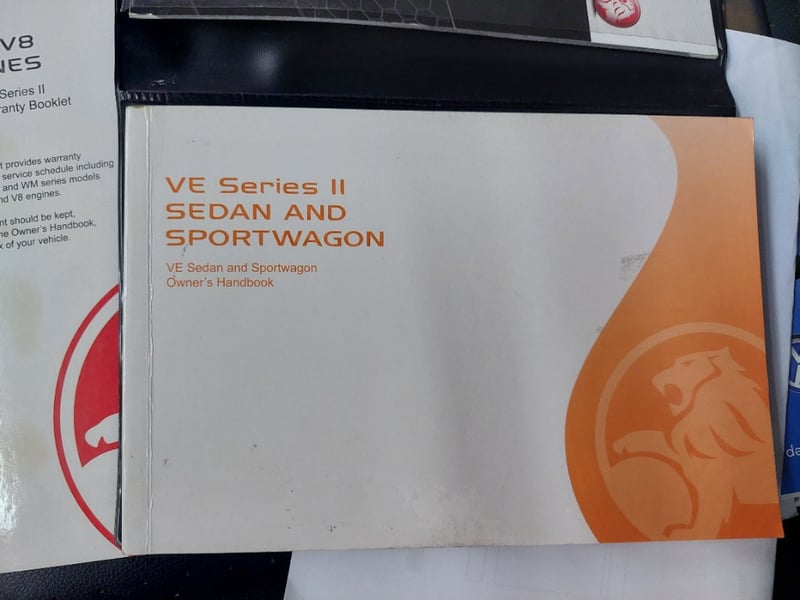 V8
NES
Series II
ranty Booklet
t provides warranty
service schedule including
and WM series models
nd V8 engines.
nt should be kept,
he Owner's Handbook,
x of your vehicle.
VE Series II
SEDAN AND
SPORTWAGON
VE Sedan and Sportwagon
Owner's Handbook